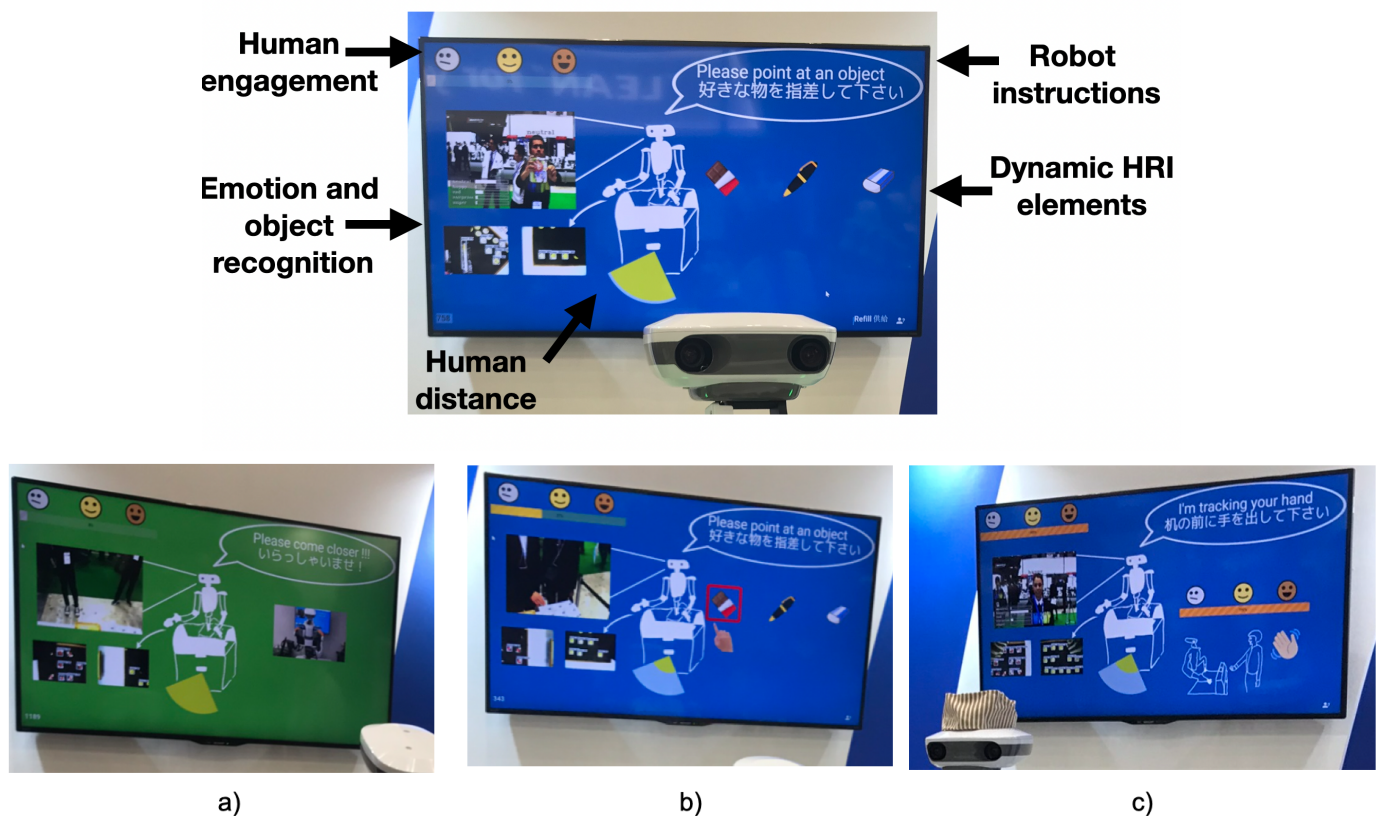 Human
engagement
Robot
instructions
Please point at an object
好きな物を指差して下さい
neutral
Emotion and
object
recognition
Dynamic HRI
elements
Human
distance
Refill 供給
Please come closer !!!
いらっしゃいませ！
1189
Please point at an object
好きな物を指差して下さい
345
I'm tracking your hand
机の前に手を出して下さい
a)
b)
c)